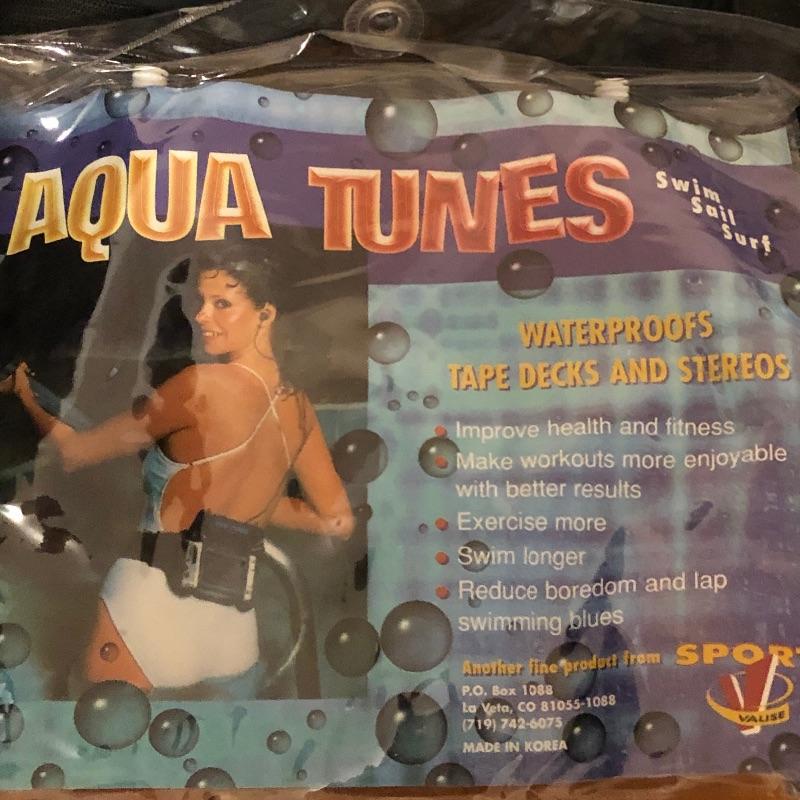 AQUA TUNES
Swim
Sail
Surf
WATERPROOFS
TAPE DECKS AND STEREOS
• Improve health and fitness
• Make workouts more enjoyable
with better results
• Exercise more
• Swim longer
• Reduce boredom and lap
swimming blues
Another fine product from SPORT
VALISE
P.O. Box 1088
La Veta, CO 81055-1088
(719) 742-6075
MADE IN KOREA